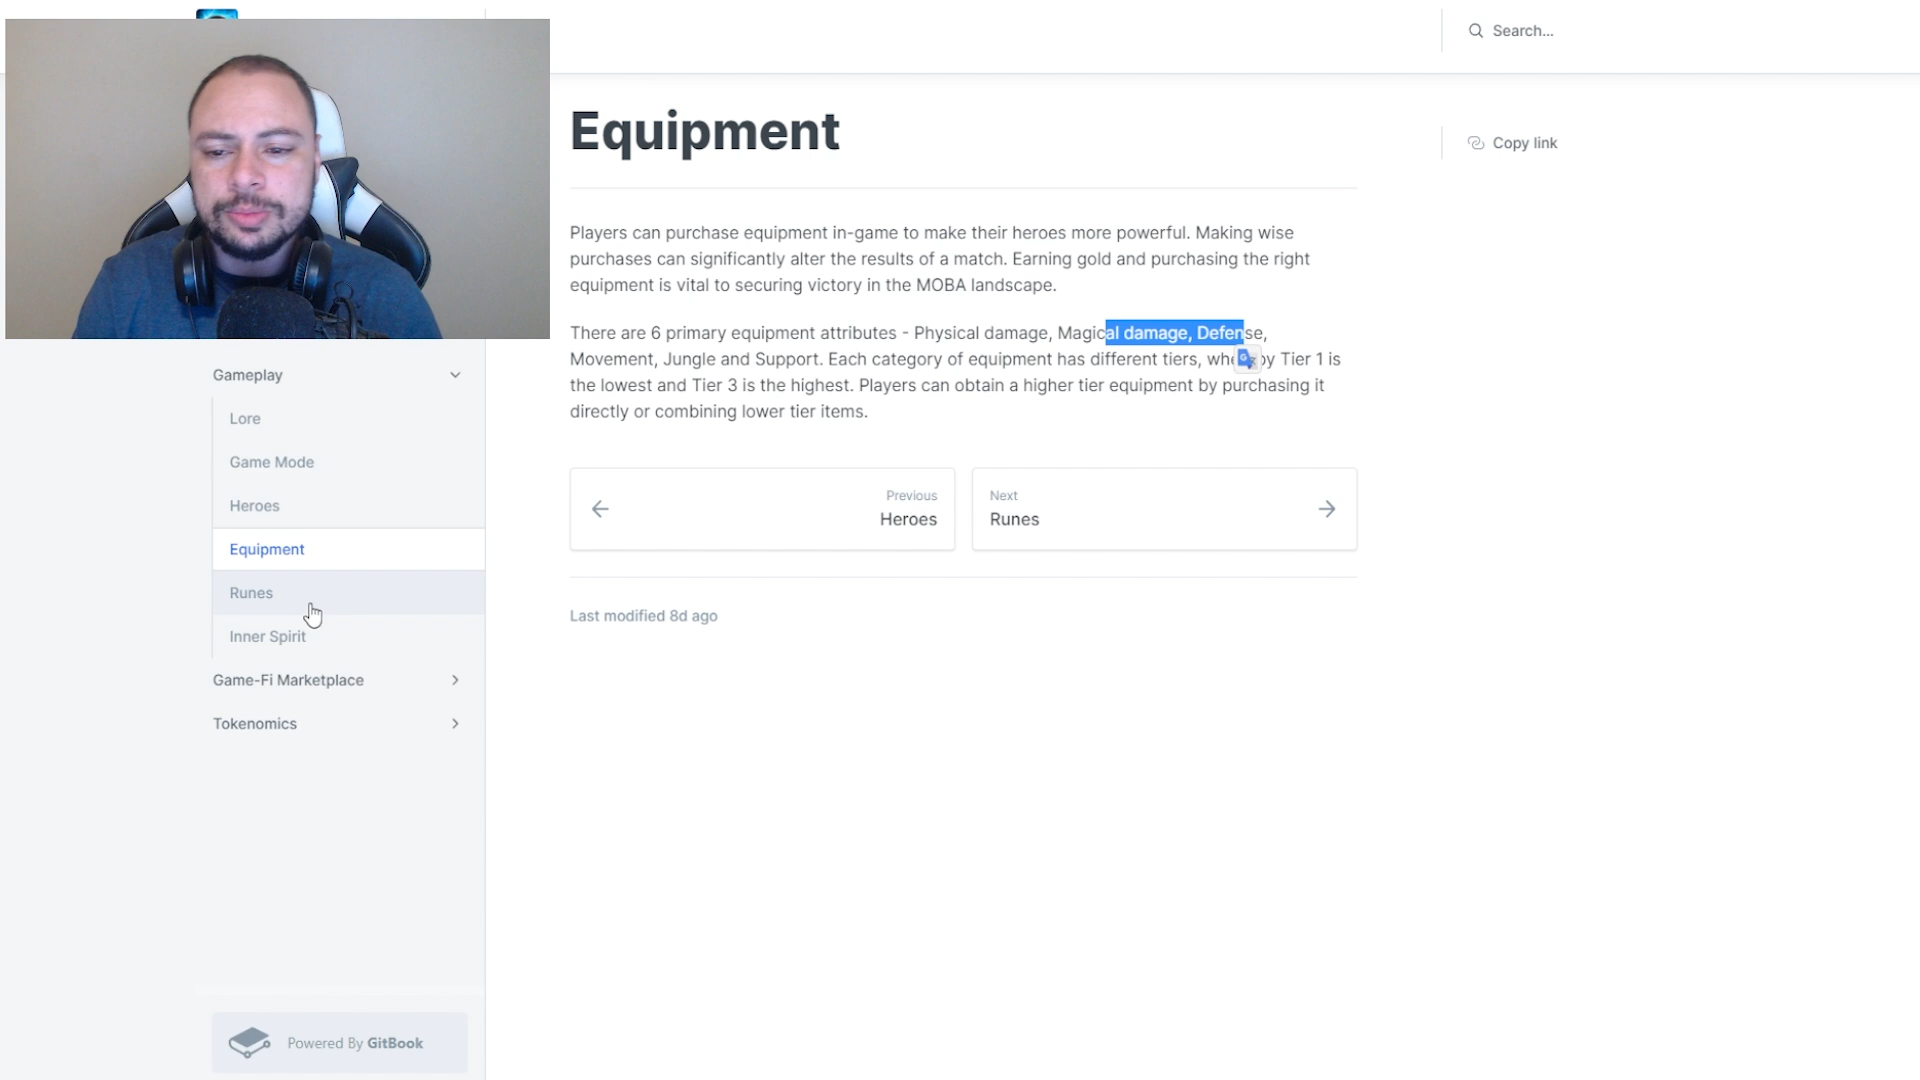 Search...
Equipment
Copy link
Players can purchase equipment in-game to make their heroes more powerful. Making wise
purchases can significantly alter the results of a match. Earning gold and purchasing the right
equipment is vital to securing victory in the MOBA landscape.
There are 6 primary equipment attributes - Physical damage, Magical damage, Defense,
Movement, Jungle and Support. Each category of equipment has different tiers, by Tier 1 is
the lowest and Tier 3 is the highest. Players can obtain a higher tier equipment by purchasing it
directly or combining lower tier items.
Previous
Heroes
Next
Runes
Last modified 8d ago
Gameplay
Lore
Game Mode
Heroes
Equipment
Runes
Inner Spirit
Game-Fi Marketplace
Tokenomics
Powered By GitBook